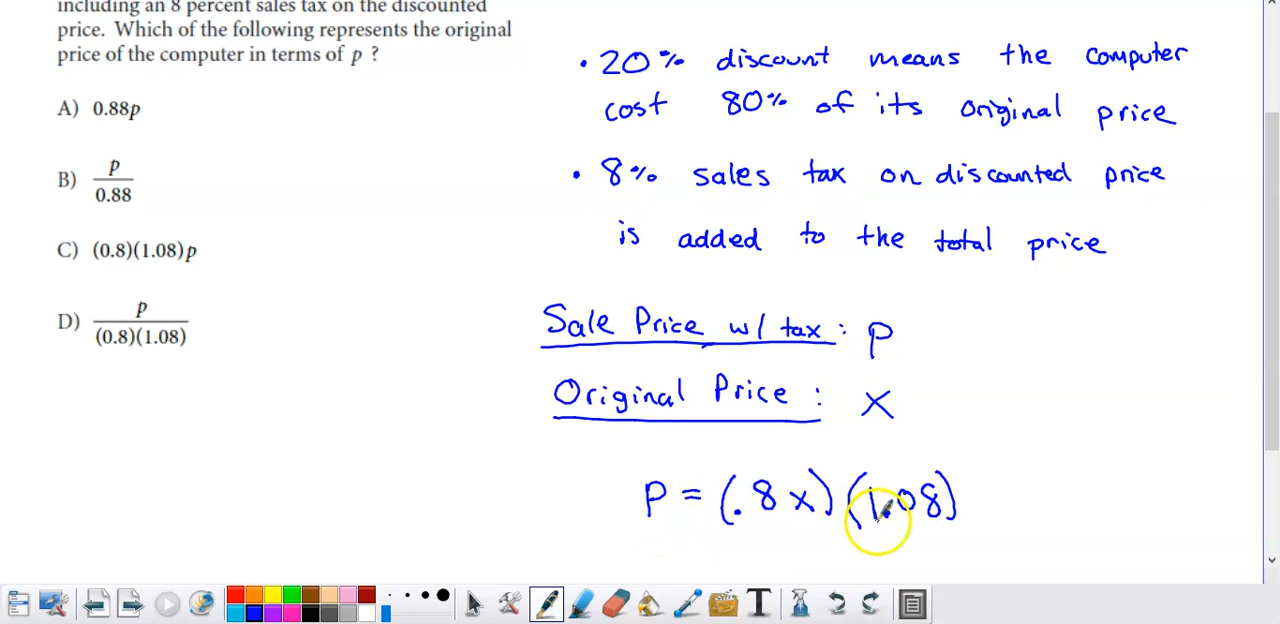 including an 8 percent sales tax on the discounted
price. Which of the following represents the original
price of the computer in terms of p ?
A) 0.88p
B) p/0.88
C) (0.8)(1.08)p
D) p/(0.8)(1.08)
• 20% discount means the computer
cost 80% of its original price
• 8% sales tax on discounted price
is added to the total price
Sale Price w/ tax: p
Original Price: x
P = (.8x)(1.08)
T